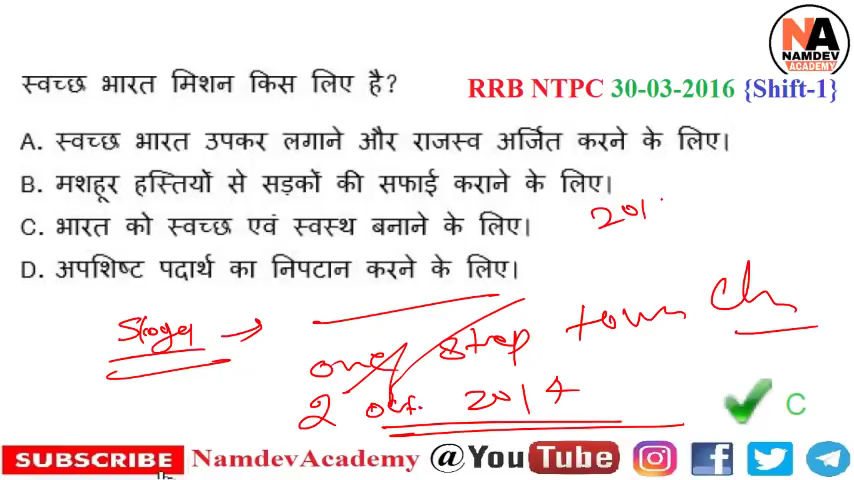 NA
NAMDEV
ACADEMY
स्वच्छ भारत मिशन किस लिए है?
RRB NTPC 30-03-2016 {Shift-1}
A. स्वच्छ भारत उपकर लगाने और राजस्व अर्जित करने के लिए।
B. मशहूर हस्तियों से सड़कों की सफाई कराने के लिए।
C. भारत को स्वच्छ एवं स्वस्थ बनाने के लिए।
201
D. अपशिष्ट पदार्थ का निपटान करने के लिए।
one step
2 oct. 2014
C
SUBSCRIBE NamdevAcademy @YouTube